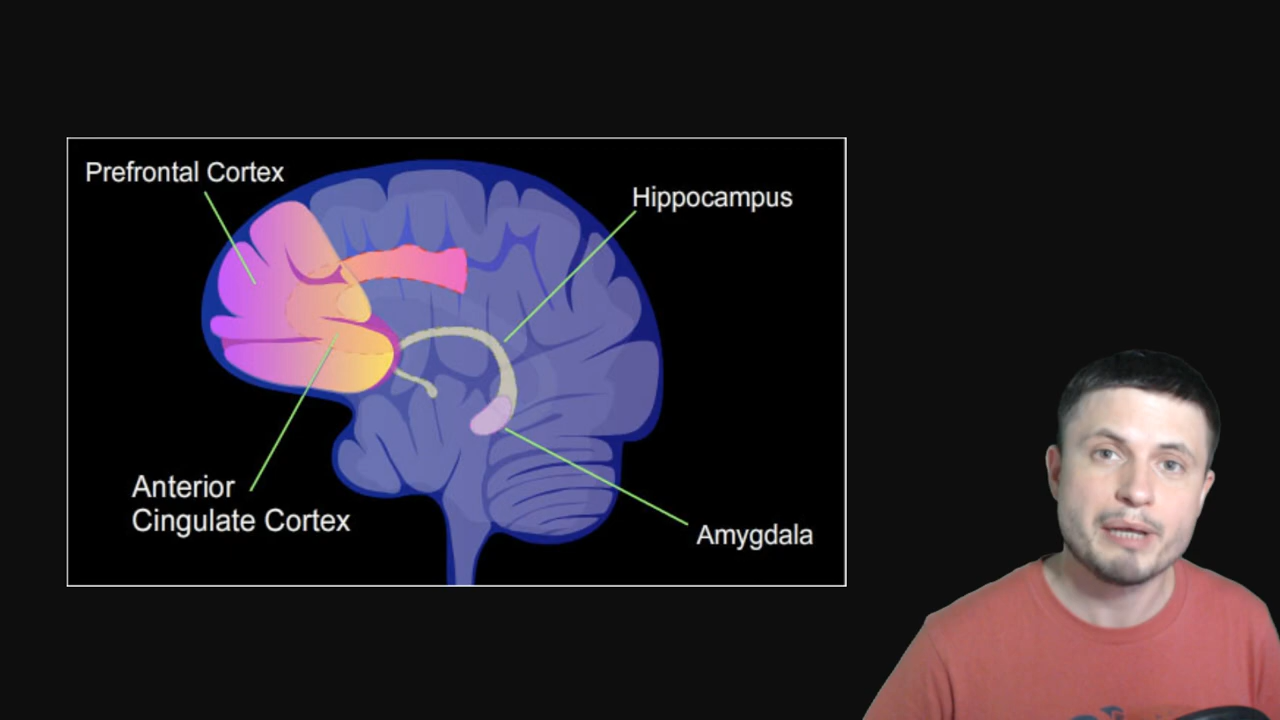 Prefrontal Cortex
Hippocampus
Anterior
Cingulate Cortex
Amygdala